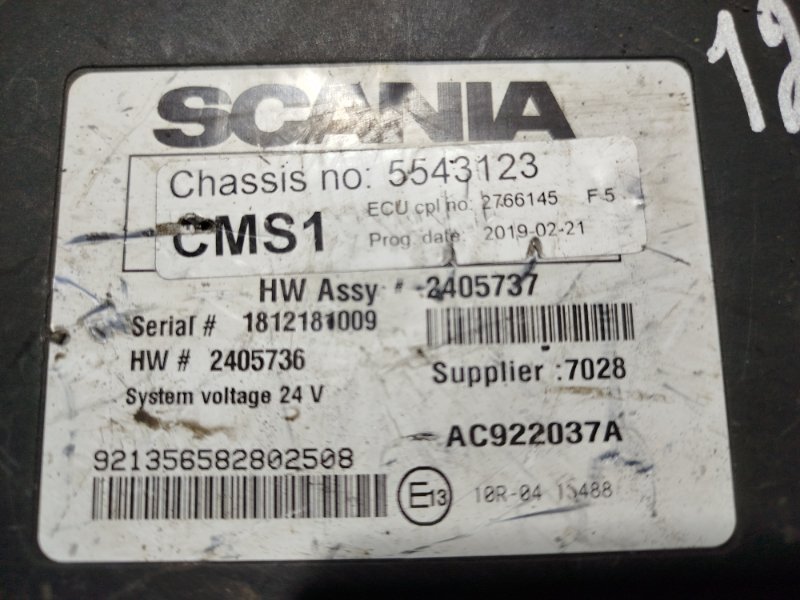 SCANIA
Chassis no: 5543123
CMS1 ECU cpl no: 2766145 F5
Prog. date: 2019-02-21
HW Assy # 2405737
Serial # 1812181009
HW # 2405736
Supplier :7028
System voltage 24 V
AC922037A
921356582802508
E13 10R-04 15488